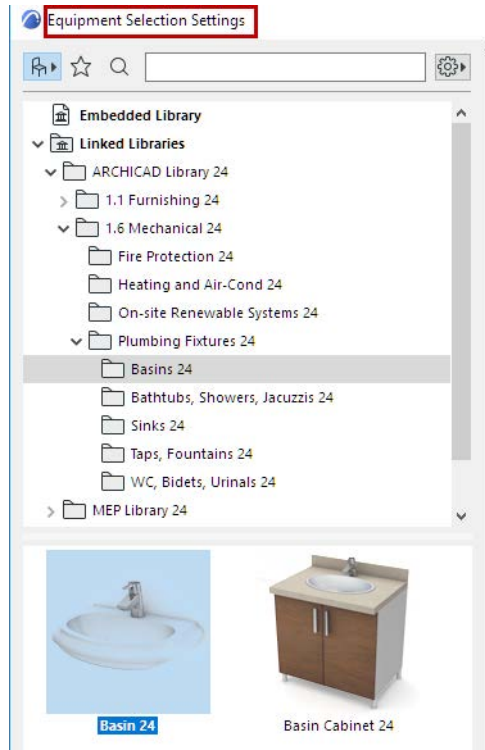 Equipment Selection Settings
Embedded Library
Linked Libraries
ARCHICAD Library 24
1.1 Furnishing 24
1.6 Mechanical 24
Fire Protection 24
Heating and Air-Cond 24
On-site Renewable Systems 24
Plumbing Fixtures 24
Basins 24
Bathtubs, Showers, Jacuzzis 24
Sinks 24
Taps, Fountains 24
WC, Bidets, Urinals 24
MEP Library 24
Basin 24 Basin Cabinet 24